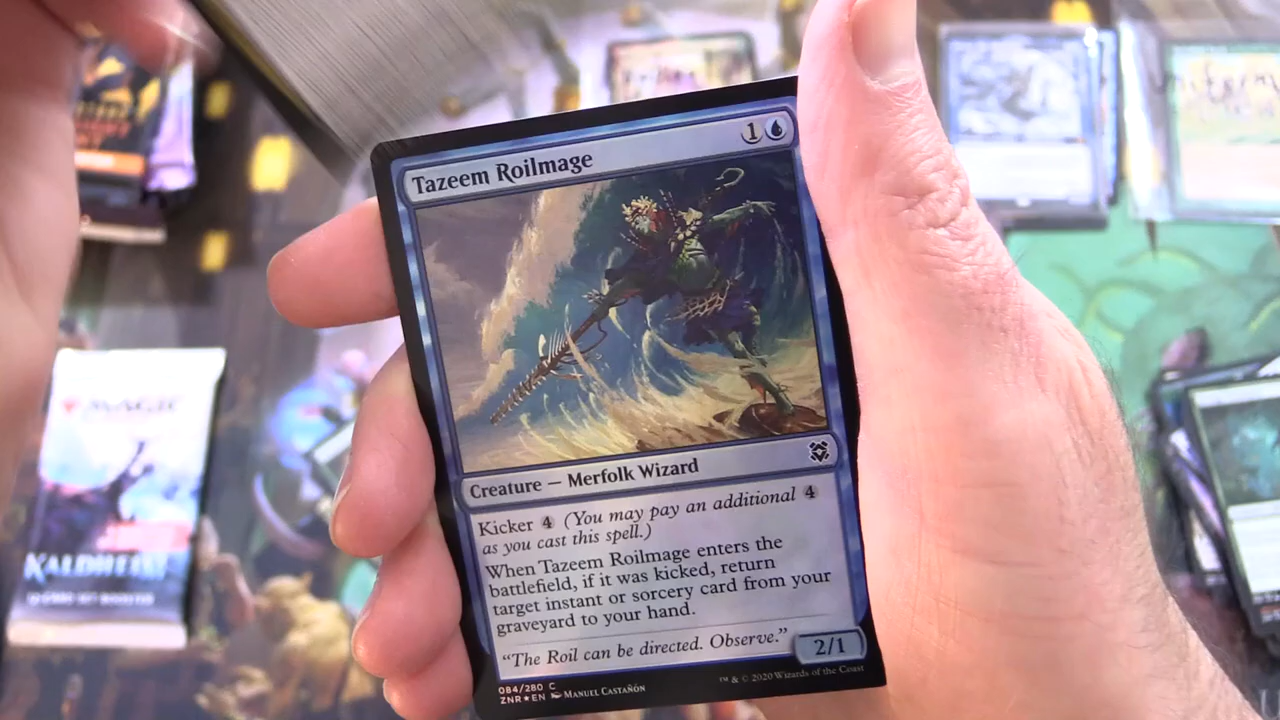 Tazeem Roilmage
1
Creature — Merfolk Wizard
Kicker 4 (You may pay an additional 4
as you cast this spell.)
When Tazeem Roilmage enters the
battlefield, if it was kicked, return
target instant or sorcery card from your
graveyard to your hand.
“The Roil can be directed. Observe.”
2/1
084/280 C
ZNR★EN Manuel Castañón
™ & © 2020 Wizards of the Coast
MAGIC
KALDHEIM
Uniform